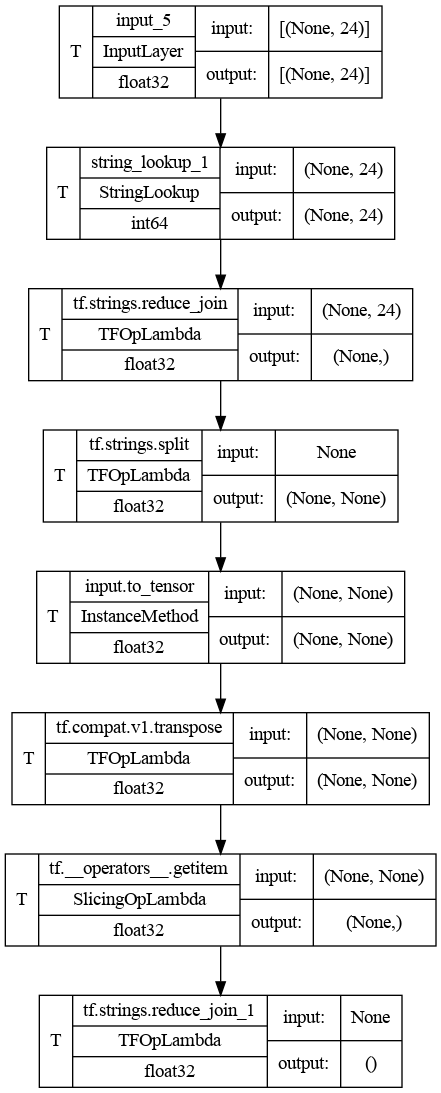 T
input_5
InputLayer
float32
input:
[(None, 24)]
output:
[(None, 24)]
T
string_lookup_1
StringLookup
int64
input:
(None, 24)
output:
(None, 24)
T
tf.strings.reduce_join
TFOpLambda
float32
input:
(None, 24)
output:
(None,)
T
tf.strings.split
TFOpLambda
float32
input:
None
output:
(None, None)
T
input.to_tensor
InstanceMethod
float32
input:
(None, None)
output:
(None, None)
T
tf.compat.v1.transpose
TFOpLambda
float32
input:
(None, None)
output:
(None, None)
T
tf.__operators__.getitem
SlicingOpLambda
float32
input:
(None, None)
output:
(None,)
T
tf.strings.reduce_join_1
TFOpLambda
float32
input:
None
output:
()